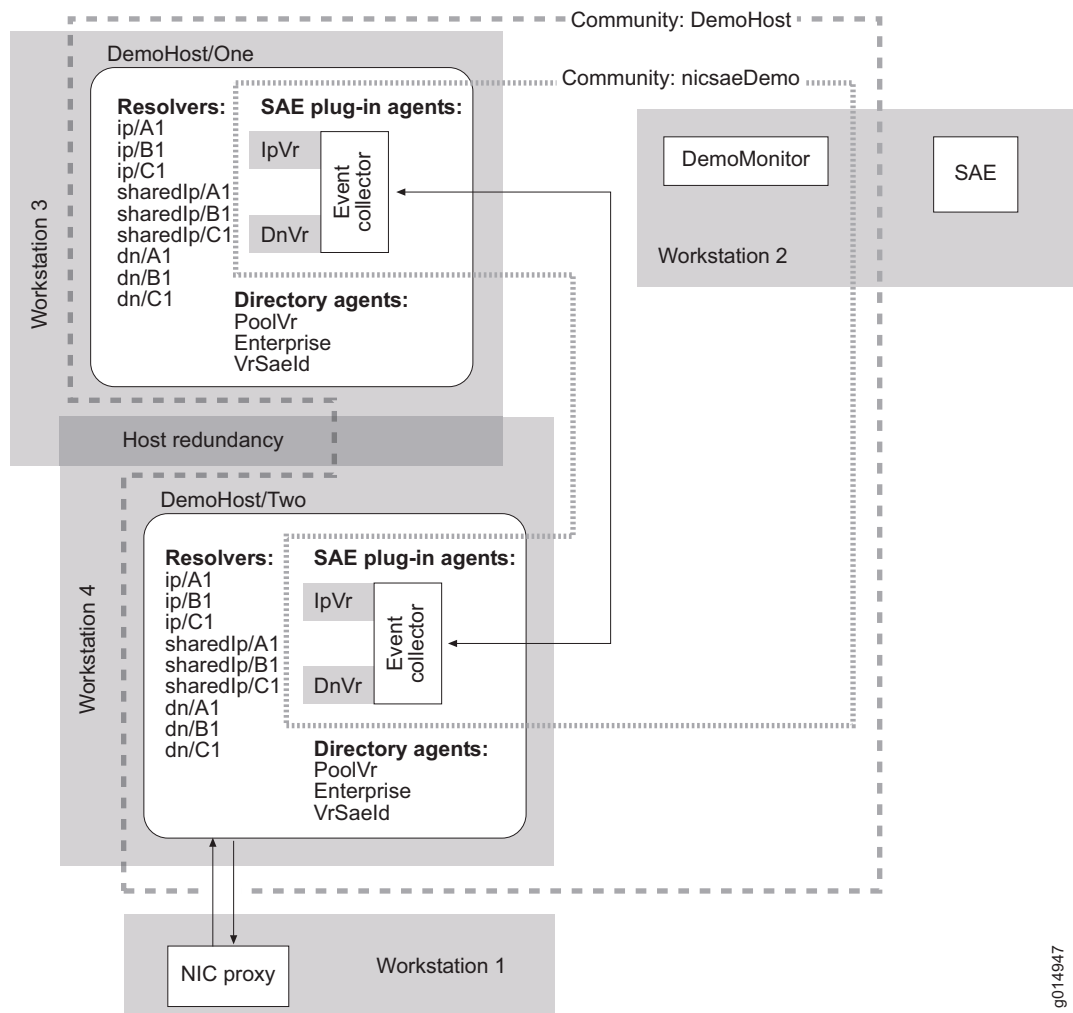 Community: DemoHost
DemoHost/One
Community: nicsaeDemo
Resolvers:
ip/A1
ip/B1
ip/C1
sharedIp/A1
sharedIp/B1
sharedIp/C1
dn/A1
dn/B1
dn/C1
SAE plug-in agents:
IpVr
DnVr
Event
collector
Directory agents:
PoolVr
Enterprise
VrSaeId
Workstation 3
DemoMonitor
SAE
Workstation 2
Host redundancy
DemoHost/Two
Resolvers:
ip/A1
ip/B1
ip/C1
sharedIp/A1
sharedIp/B1
sharedIp/C1
dn/A1
dn/B1
dn/C1
SAE plug-in agents:
IpVr
DnVr
Event
collector
Directory agents:
PoolVr
Enterprise
VrSaeId
Workstation 4
NIC proxy
Workstation 1
g014947